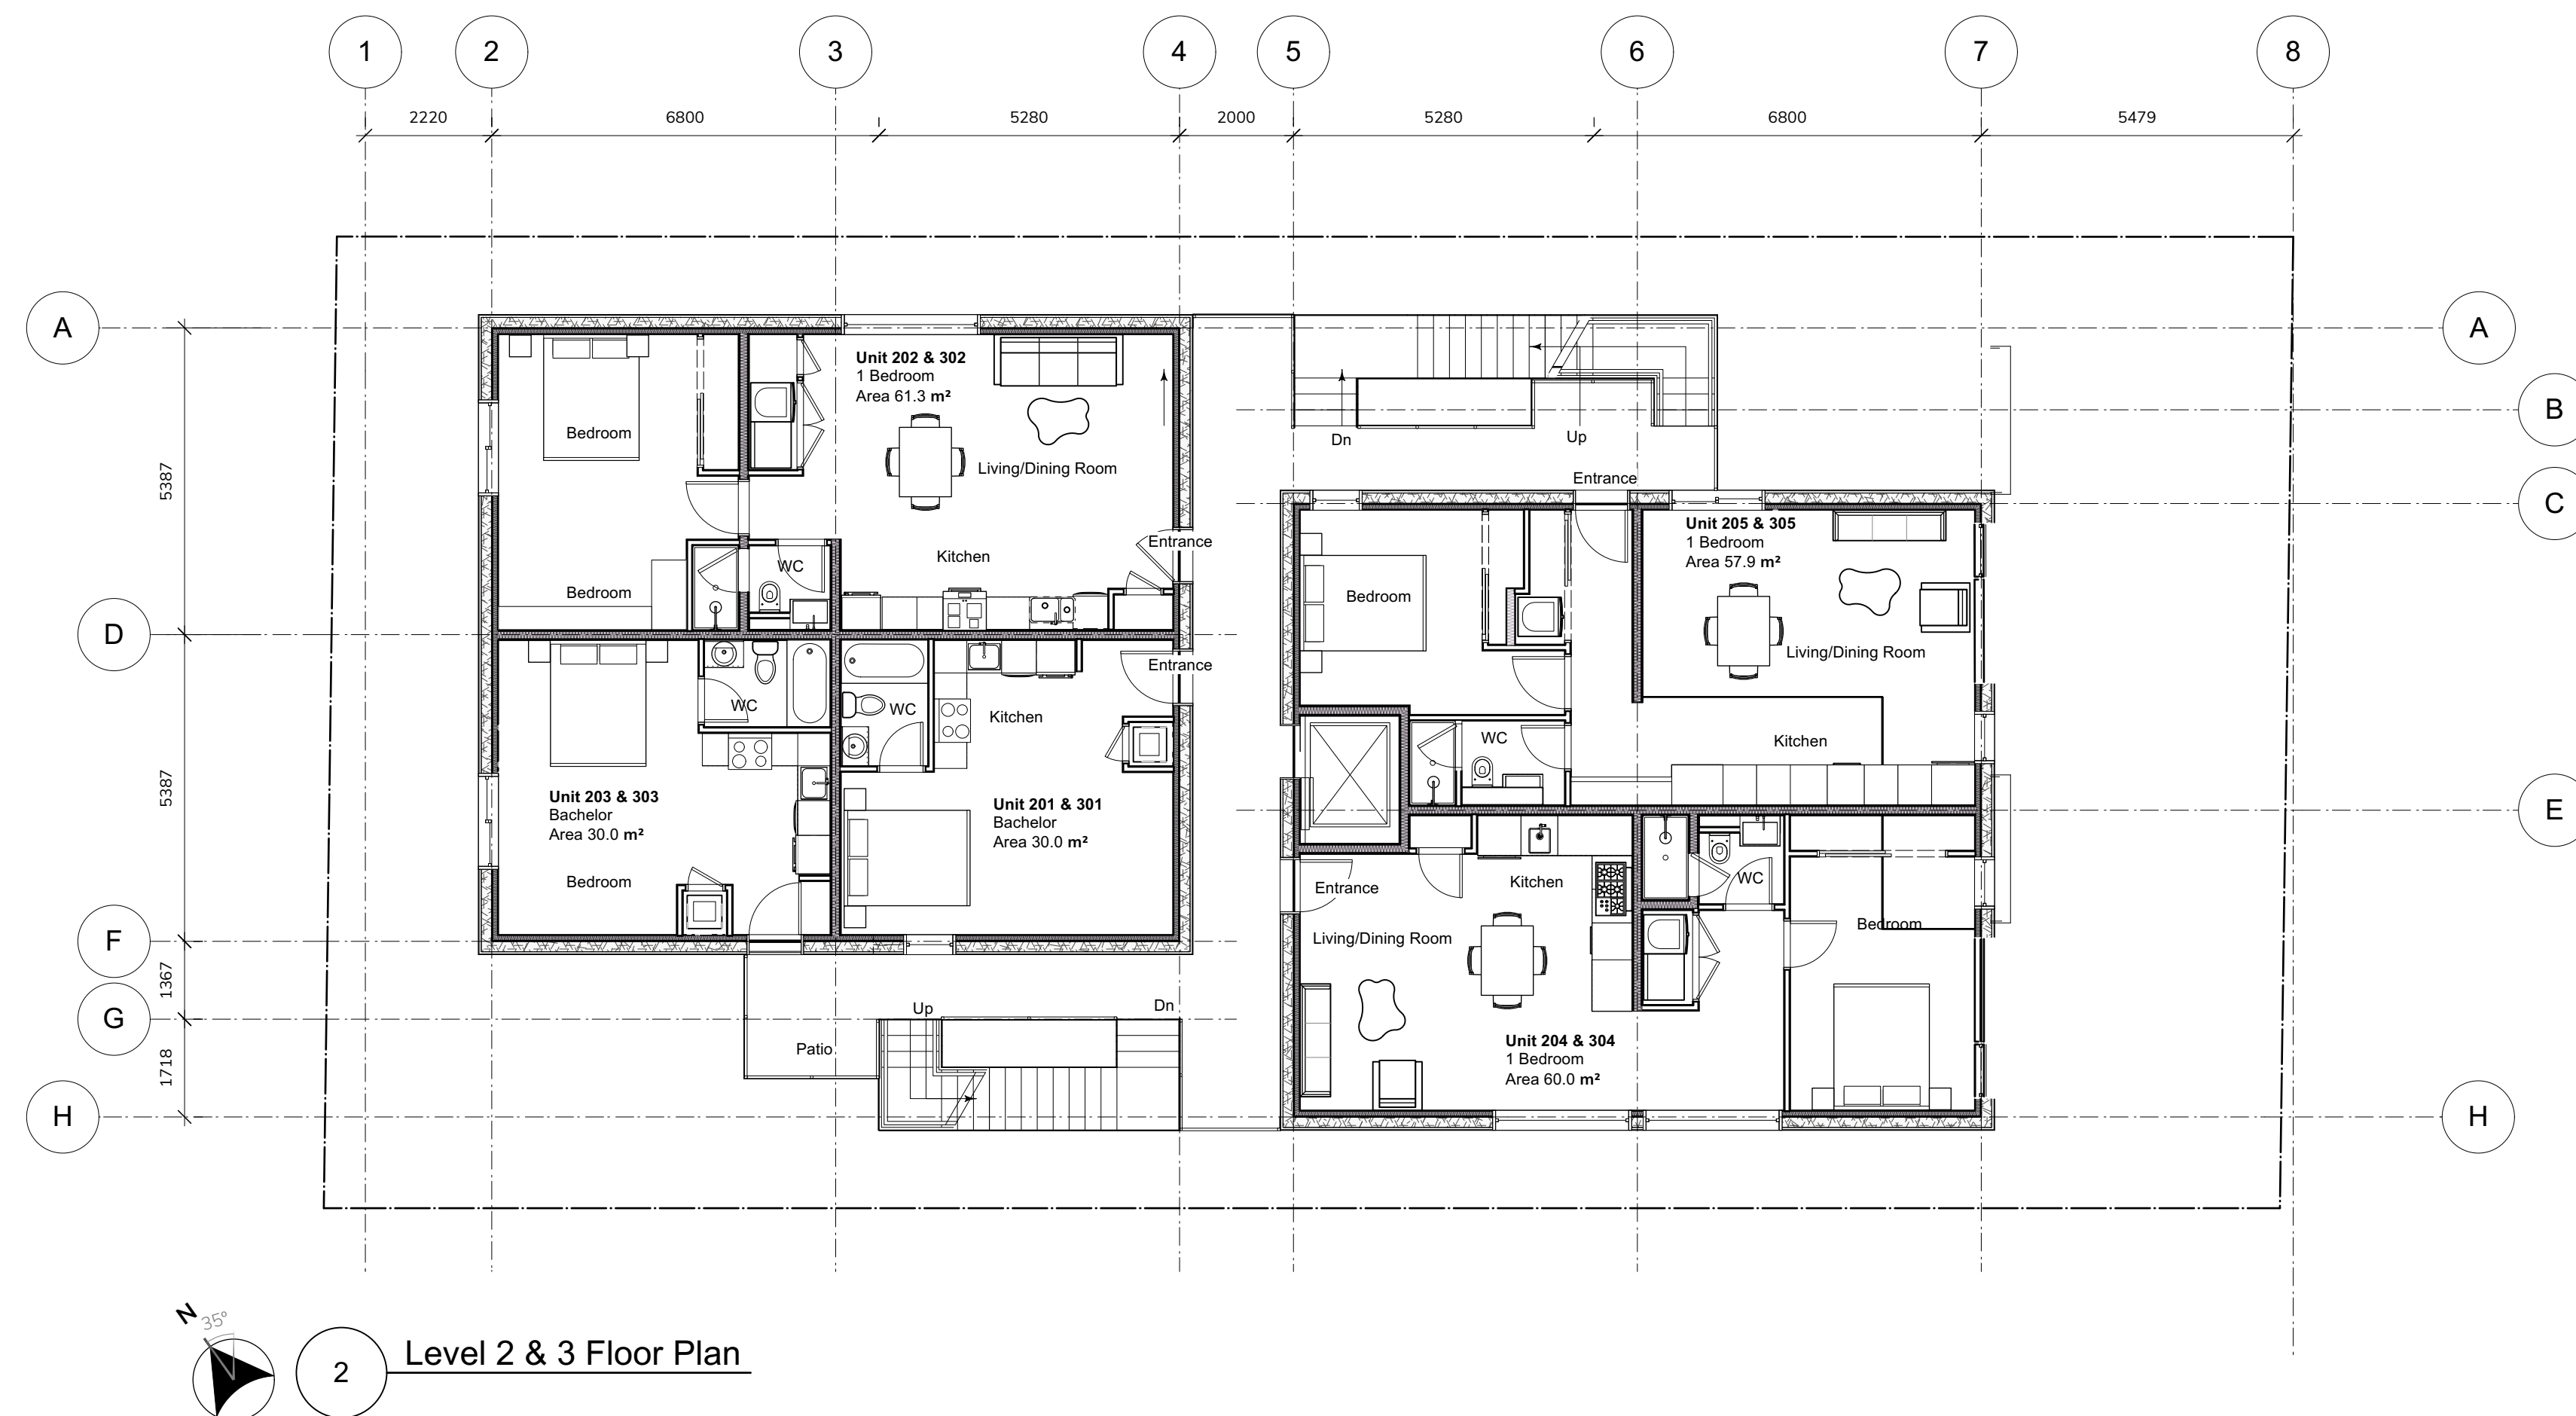 1
2
3
4
5
6
7
8
2220
6800
5280
2000
5280
6800
5479
A
A
B
C
D
E
F
G
H
H
5387
5387
1367
1718
Unit 202 & 302
1 Bedroom
Area 61.3 m²
Bedroom
Living/Dining Room
Kitchen
Entrance
WC
Bedroom
Dn
Up
Entrance
Unit 205 & 305
1 Bedroom
Area 57.9 m²
Bedroom
Living/Dining Room
Kitchen
WC
Entrance
WC
WC
Kitchen
Unit 203 & 303
Bachelor
Area 30.0 m²
Bedroom
Unit 201 & 301
Bachelor
Area 30.0 m²
Entrance
Kitchen
WC
Bedroom
Living/Dining Room
Unit 204 & 304
1 Bedroom
Area 60.0 m²
Up
Dn
Patio
N
35°
2
Level 2 & 3 Floor Plan